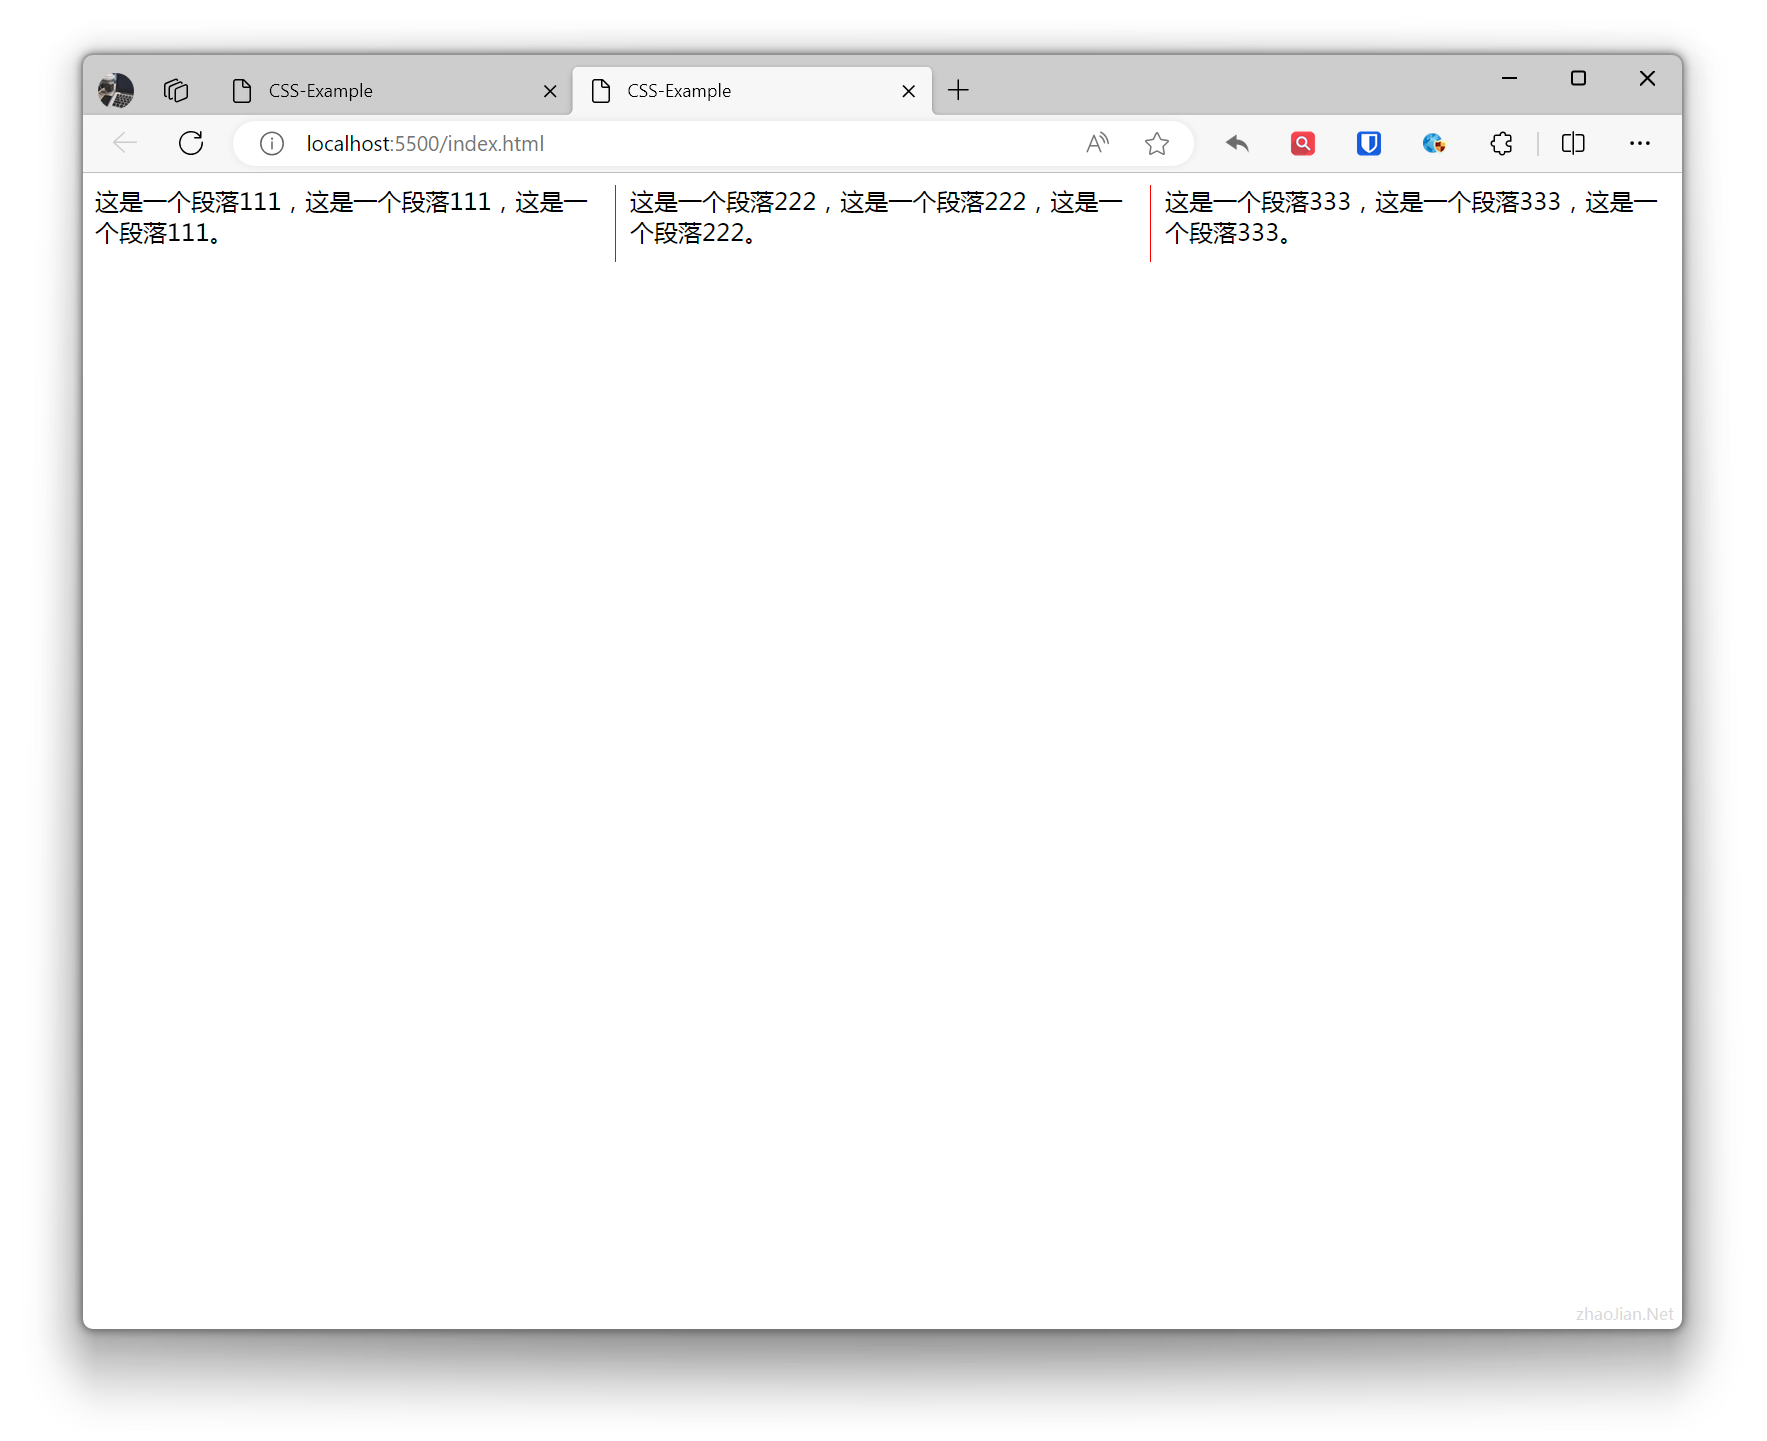 CSS-Example
CSS-Example
localhost:5500/index.html
这是一个段落111，这是一个段落111，这是一
个段落111。
这是一个段落222，这是一个段落222，这是一
个段落222。
这是一个段落333，这是一个段落333，这是一
个段落333。
zhaoJian.Net